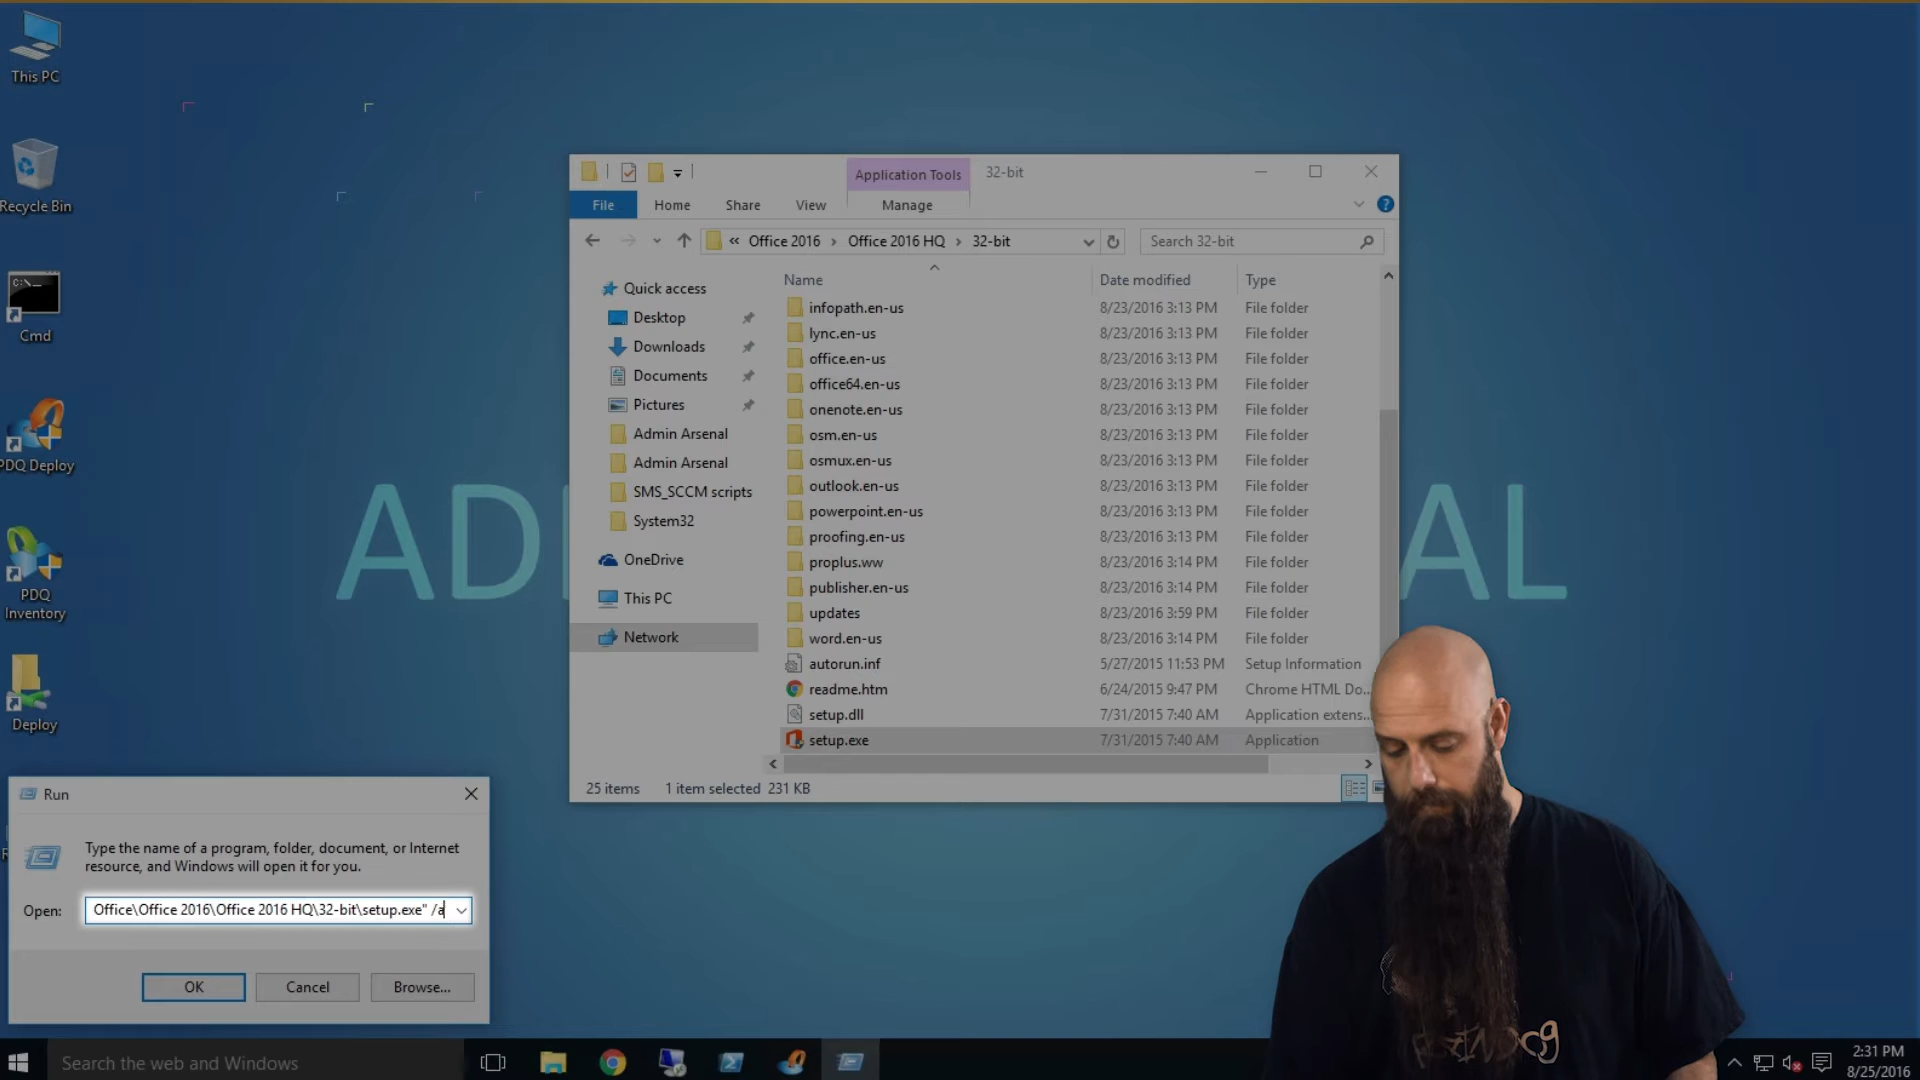 This PC
Recycle Bin
Cmd
PDQ Deploy
PDQ
Inventory
Deploy
AD
AL
Application Tools
32-bit
File
Home
Share
View
Manage
« Office 2016 › Office 2016 HQ › 32-bit
Search 32-bit
Quick access
Desktop
Downloads
Documents
Pictures
Admin Arsenal
Admin Arsenal
SMS_SCCM scripts
System32
OneDrive
This PC
Network
Name Date modified Type
infopath.en-us 8/23/2016 3:13 PM File folder
lync.en-us 8/23/2016 3:13 PM File folder
office.en-us 8/23/2016 3:13 PM File folder
office64.en-us 8/23/2016 3:13 PM File folder
onenote.en-us 8/23/2016 3:13 PM File folder
osm.en-us 8/23/2016 3:13 PM File folder
osmux.en-us 8/23/2016 3:13 PM File folder
outlook.en-us 8/23/2016 3:13 PM File folder
powerpoint.en-us 8/23/2016 3:13 PM File folder
proofing.en-us 8/23/2016 3:13 PM File folder
proplus.ww 8/23/2016 3:14 PM File folder
publisher.en-us 8/23/2016 3:14 PM File folder
updates 8/23/2016 3:59 PM File folder
word.en-us 8/23/2016 3:14 PM File folder
autorun.inf 5/27/2015 11:53 PM Setup Information
readme.htm 6/24/2015 9:47 PM Chrome HTML Do...
setup.dll 7/31/2015 7:40 AM Application extens...
setup.exe 7/31/2015 7:40 AM Application
25 items 1 item selected 231 KB
Run
Type the name of a program, folder, document, or Internet
resource, and Windows will open it for you.
Open: Office\Office 2016\Office 2016 HQ\32-bit\setup.exe" /a
OK
Cancel
Browse...
Search the web and Windows
2:31 PM
8/25/2016